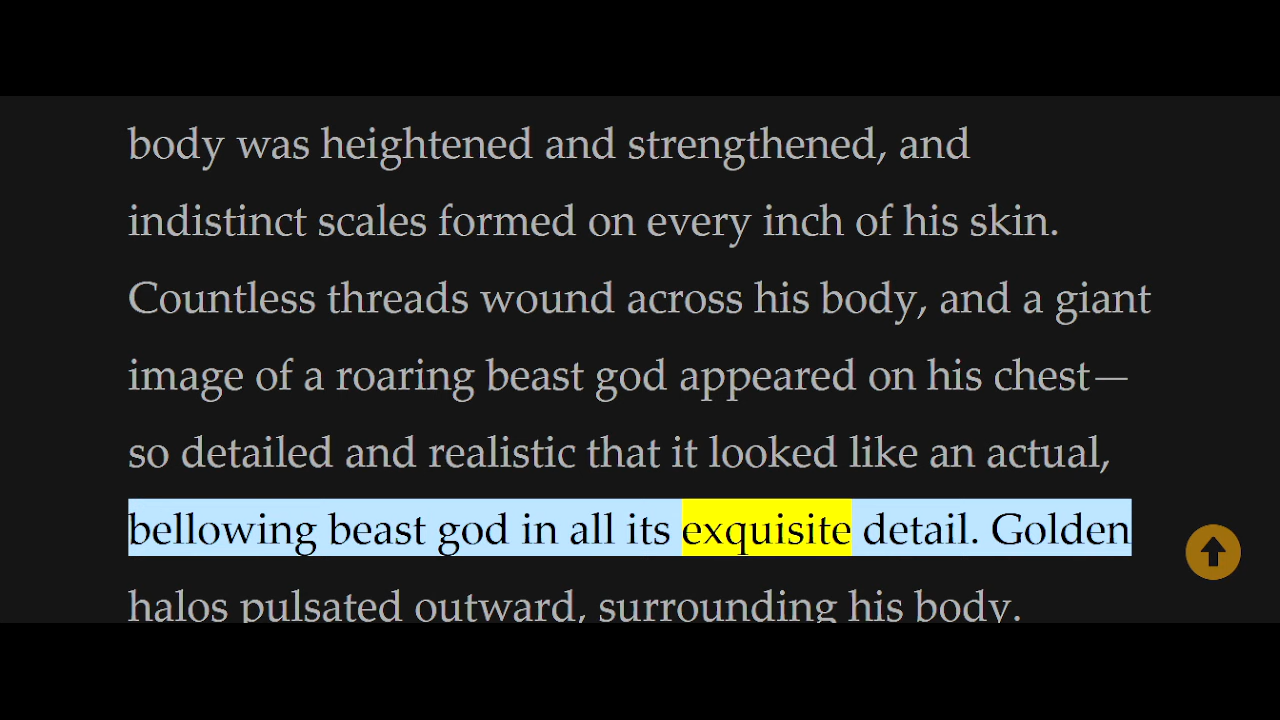 body was heightened and strengthened, and
indistinct scales formed on every inch of his skin.
Countless threads wound across his body, and a giant
image of a roaring beast god appeared on his chest—
so detailed and realistic that it looked like an actual,
bellowing beast god in all its exquisite detail. Golden
halos pulsated outward, surrounding his body.